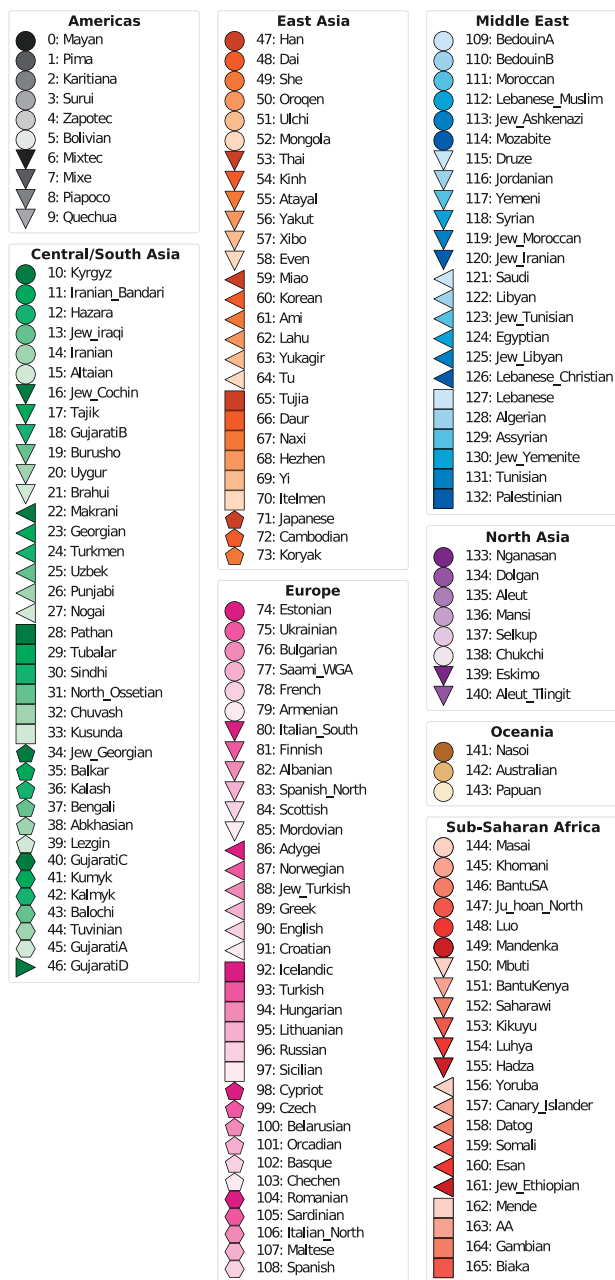 Americas
0: Mayan
1: Pima
2: Karitiana
3: Surui
4: Zapotec
5: Bolivian
6: Mixtec
7: Mixe
8: Piapoco
9: Quechua
Central/South Asia
10: Kyrgyz
11: Iranian_Bandari
12: Hazara
13: Jew_iraqi
14: Iranian
15: Altaian
16: Jew_Cochin
17: Tajik
18: GujaratiB
19: Burusho
20: Uygur
21: Brahui
22: Makrani
23: Georgian
24: Turkmen
25: Uzbek
26: Punjabi
27: Nogai
28: Pathan
29: Tubalar
30: Sindhi
31: North_Ossetian
32: Chuvash
33: Kusunda
34: Jew_Georgian
35: Balkar
36: Kalash
37: Bengali
38: Abkhasian
39: Lezgin
40: GujaratiC
41: Kumyk
42: Kalmyk
43: Balochi
44: Tuvinian
45: GujaratiA
46: GujaratiD
East Asia
47: Han
48: Dai
49: She
50: Oroqen
51: Ulchi
52: Mongola
53: Thai
54: Kinh
55: Atayal
56: Yakut
57: Xibo
58: Even
59: Miao
60: Korean
61: Ami
62: Lahu
63: Yukagir
64: Tu
65: Tujia
66: Daur
67: Naxi
68: Hezhen
69: Yi
70: Itelmen
71: Japanese
72: Cambodian
73: Koryak
Europe
74: Estonian
75: Ukrainian
76: Bulgarian
77: Saami_WGA
78: French
79: Armenian
80: Italian_South
81: Finnish
82: Albanian
83: Spanish_North
84: Scottish
85: Mordovian
86: Adygei
87: Norwegian
88: Jew_Turkish
89: Greek
90: English
91: Croatian
92: Icelandic
93: Turkish
94: Hungarian
95: Lithuanian
96: Russian
97: Sicilian
98: Cypriot
99: Czech
100: Belarusian
101: Orcadian
102: Basque
103: Chechen
104: Romanian
105: Sardinian
106: Italian_North
107: Maltese
108: Spanish
Middle East
109: BedouinA
110: BedouinB
111: Moroccan
112: Lebanese_Muslim
113: Jew_Ashkenazi
114: Mozabite
115: Druze
116: Jordanian
117: Yemeni
118: Syrian
119: Jew_Moroccan
120: Jew_Iranian
121: Saudi
122: Libyan
123: Jew_Tunisian
124: Egyptian
125: Jew_Libyan
126: Lebanese_Christian
127: Lebanese
128: Algerian
129: Assyrian
130: Jew_Yemenite
131: Tunisian
132: Palestinian
North Asia
133: Nganasan
134: Dolgan
135: Aleut
136: Mansi
137: Selkup
138: Chukchi
139: Eskimo
140: Aleut_Tlingit
Oceania
141: Nasoi
142: Australian
143: Papuan
Sub-Saharan Africa
144: Masai
145: Khomani
146: BantuSA
147: Ju_hoan_North
148: Luo
149: Mandenka
150: Mbuti
151: BantuKenya
152: Saharawi
153: Kikuyu
154: Luhya
155: Hadza
156: Yoruba
157: Canary_Islander
158: Datog
159: Somali
160: Esan
161: Jew_Ethiopian
162: Mende
163: AA
164: Gambian
165: Biaka